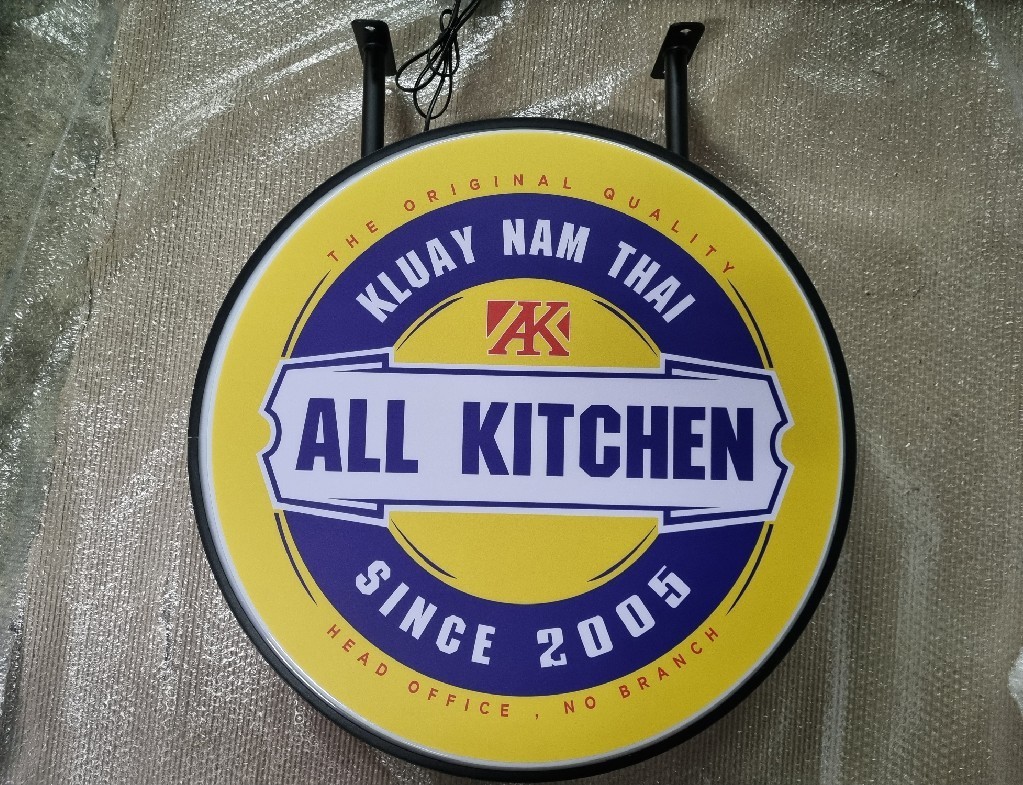 THE ORIGINAL QUALITY
KLUAY NAM THAI
AK
ALL KITCHEN
SINCE 2005
HEAD OFFICE , NO BRANCH